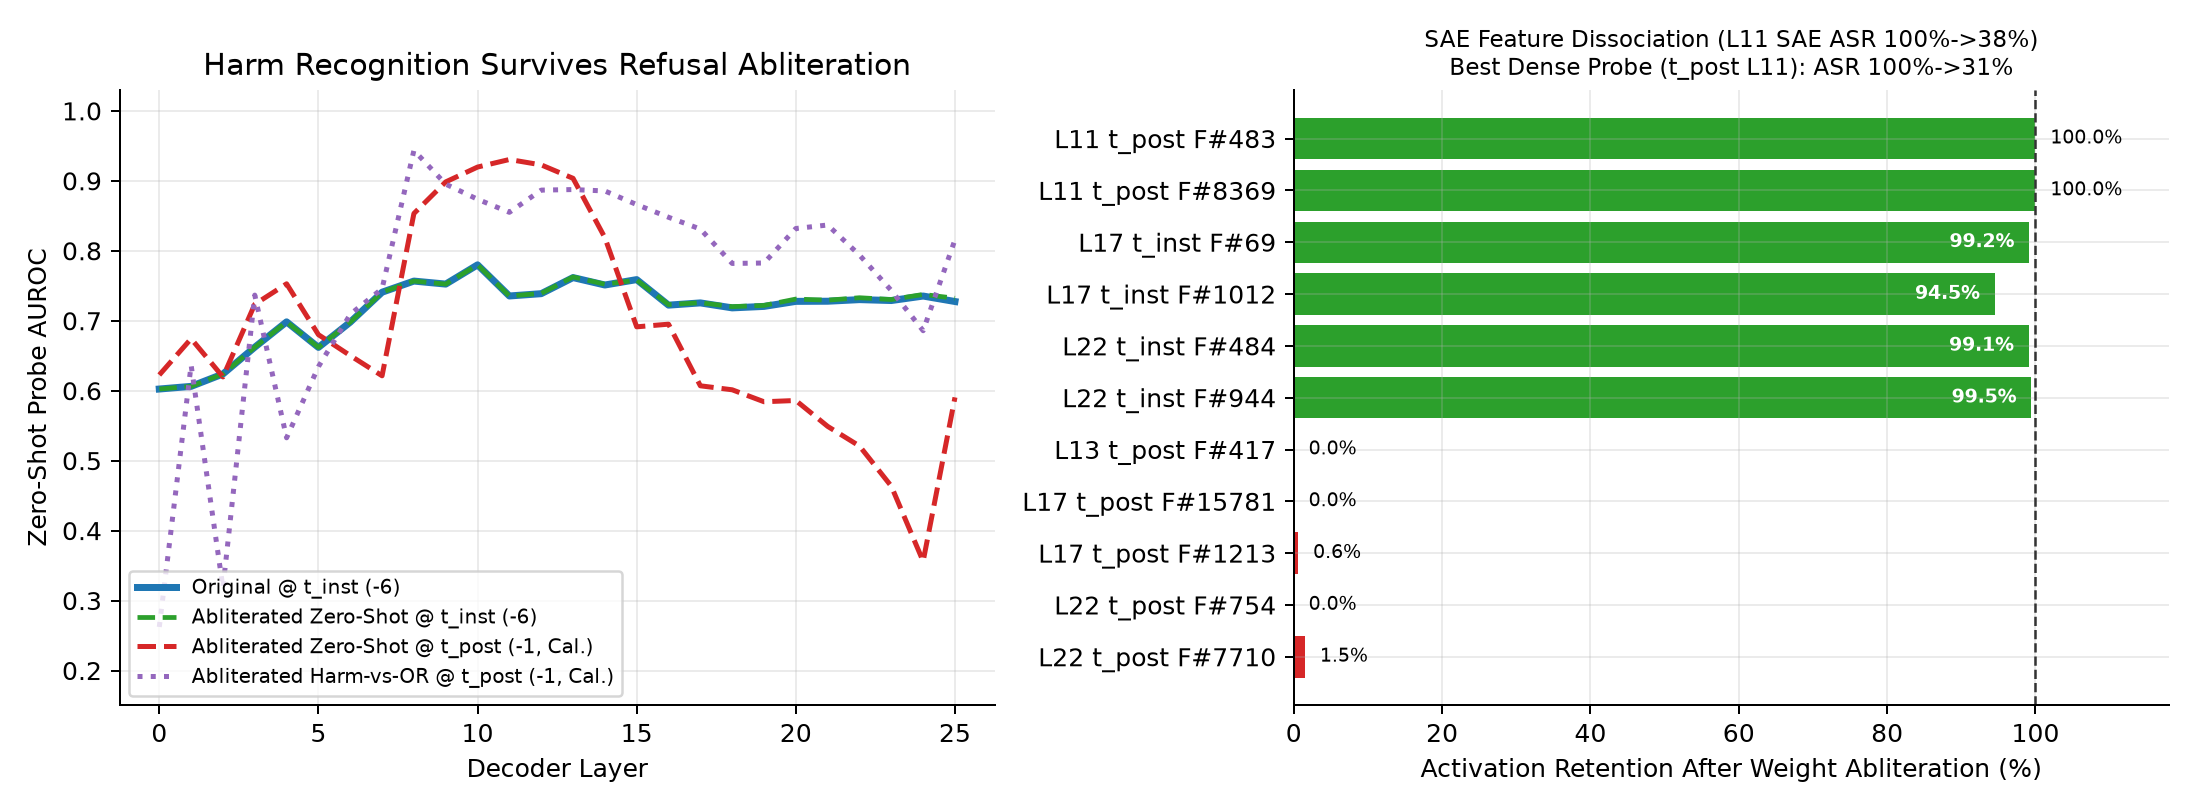 Harm Recognition Survives Refusal Abliteration
Zero-Shot Probe AUROC
1.0
0.9
0.8
0.7
0.6
0.5
0.4
0.3
0.2
Original @ t_inst (-6)
Abliterated Zero-Shot @ t_inst (-6)
Abliterated Zero-Shot @ t_post (-1, Cal.)
Abliterated Harm-vs-OR @ t_post (-1, Cal.)
0 5 10 15 20 25
Decoder Layer
SAE Feature Dissociation (L11 SAE ASR 100%->38%)
Best Dense Probe (t_post L11): ASR 100%->31%
L11 t_post F#483 100.0%
L11 t_post F#8369 100.0%
L17 t_inst F#69 99.2%
L17 t_inst F#1012 94.5%
L22 t_inst F#484 99.1%
L22 t_inst F#944 99.5%
L13 t_post F#417 0.0%
L17 t_post F#15781 0.0%
L17 t_post F#1213 0.6%
L22 t_post F#754 0.0%
L22 t_post F#7710 1.5%
0 20 40 60 80 100
Activation Retention After Weight Abliteration (%)